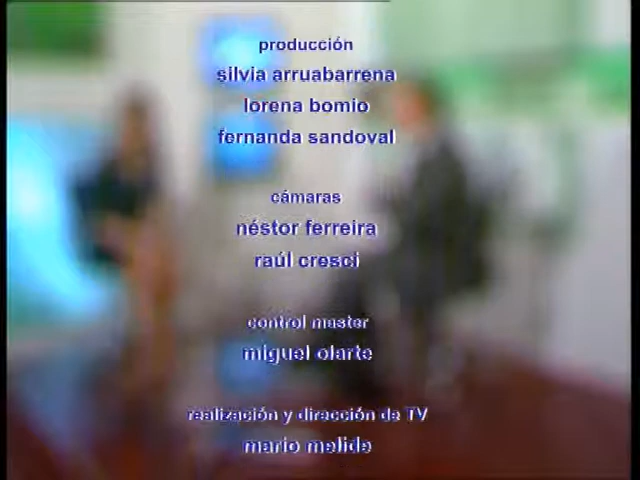 producción
silvia arruabarrena
lorena bomio
fernanda sandoval
cámaras
néstor ferreira
raúl cresci
control master
miguel olarte
realización y dirección de TV
mario melide